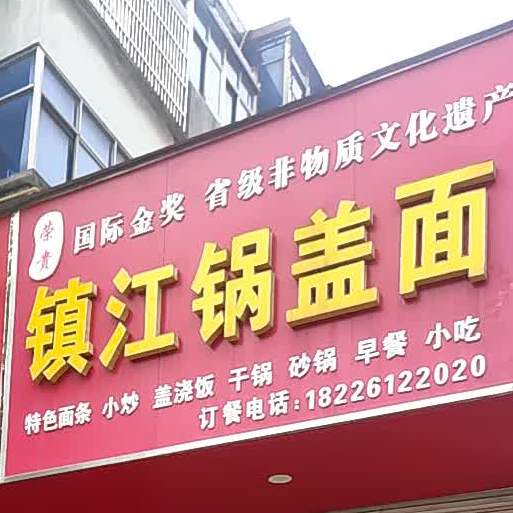 国际金奖 省级非物质文化遗产
荣贵
镇江锅盖面
特色面条 小炒 盖浇饭 干锅 砂锅 早餐 小吃
订餐电话:18226122020